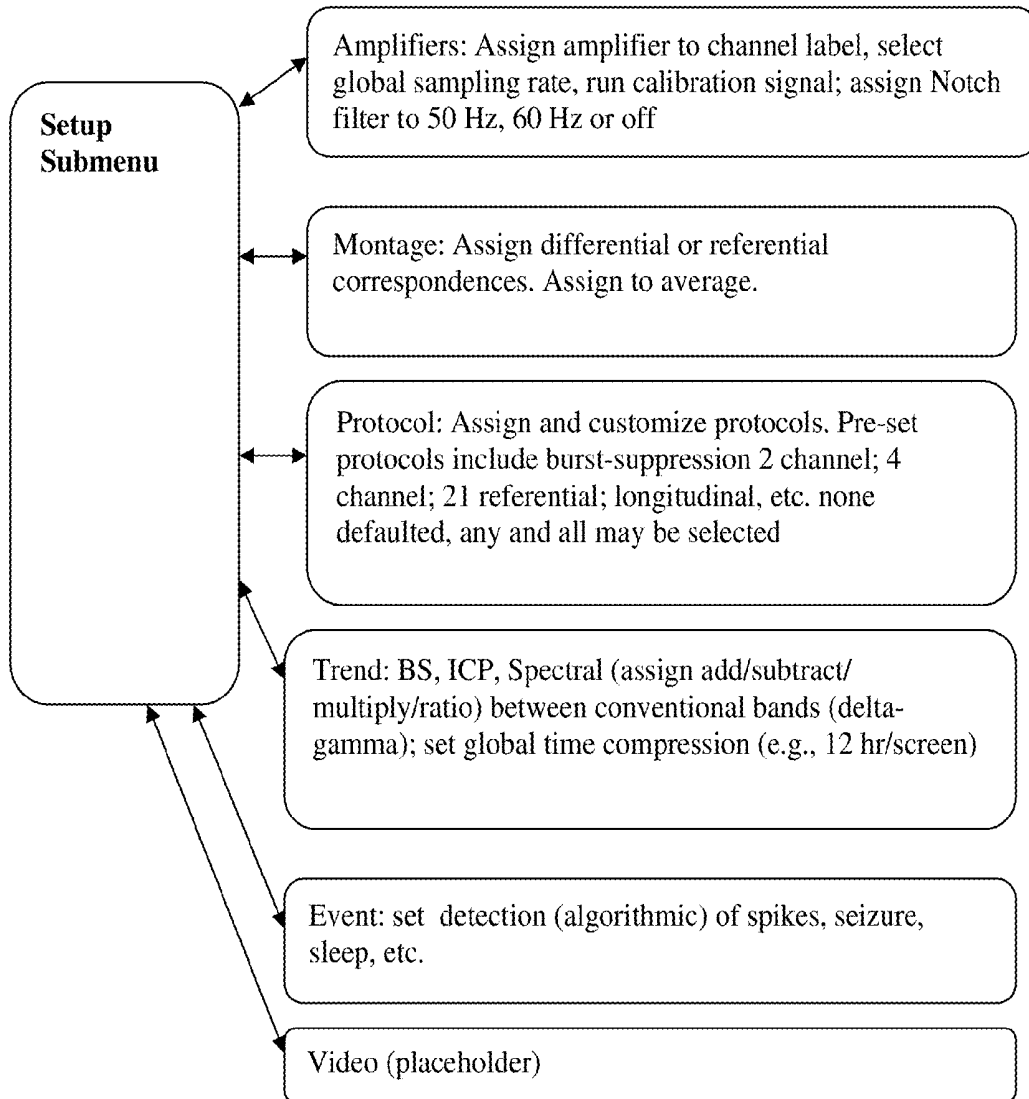 Setup
Submenu
Amplifiers: Assign amplifier to channel label, select
global sampling rate, run calibration signal; assign Notch
filter to 50 Hz, 60 Hz or off
Montage: Assign differential or referential
correspondences. Assign to average.
Protocol: Assign and customize protocols. Pre-set
protocols include burst-suppression 2 channel; 4
channel; 21 referential; longitudinal, etc. none
defaulted, any and all may be selected
Trend: BS, ICP, Spectral (assign add/subtract/
multiply/ratio) between conventional bands (delta-
gamma); set global time compression (e.g., 12 hr/screen)
Event: set  detection (algorithmic) of spikes, seizure,
sleep, etc.
Video (placeholder)